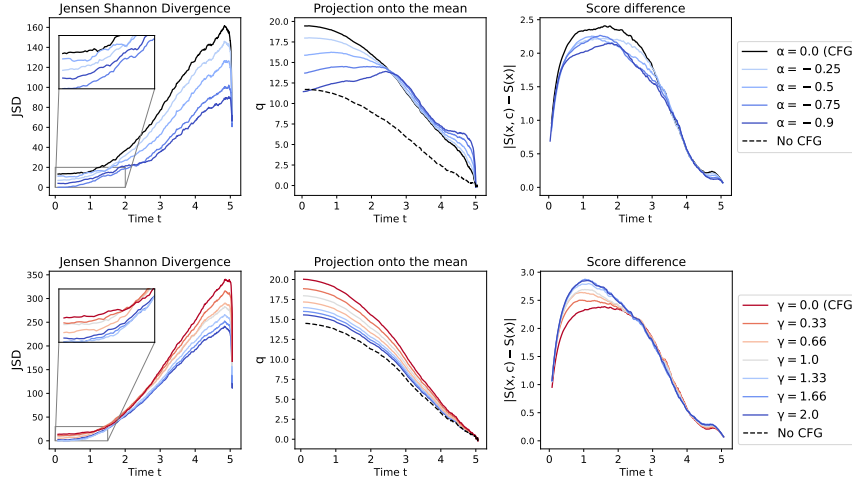 Jensen Shannon Divergence
Projection onto the mean
Score difference
160
140
120
100
80
60
40
20
0
JSD
0 1 2 3 4 5
Time t
20.0
17.5
15.0
12.5
10.0
7.5
5.0
2.5
0.0
q
0 1 2 3 4 5
Time t
2.5
2.0
1.5
1.0
0.5
0.0
|S(x, c) − S(x)|
0 1 2 3 4 5
Time t
α = 0.0 (CFG)
α = − 0.25
α = − 0.5
α = − 0.75
α = − 0.9
No CFG
Jensen Shannon Divergence
Projection onto the mean
Score difference
350
300
250
200
150
100
50
0
JSD
0 1 2 3 4 5
Time t
20.0
17.5
15.0
12.5
10.0
7.5
5.0
2.5
0.0
q
0 1 2 3 4 5
Time t
3.0
2.5
2.0
1.5
1.0
0.5
0.0
|S(x, c) − S(x)|
0 1 2 3 4 5
Time t
γ = 0.0 (CFG
γ = 0.33
γ = 0.66
γ = 1.0
γ = 1.33
γ = 1.66
γ = 2.0
No CFG